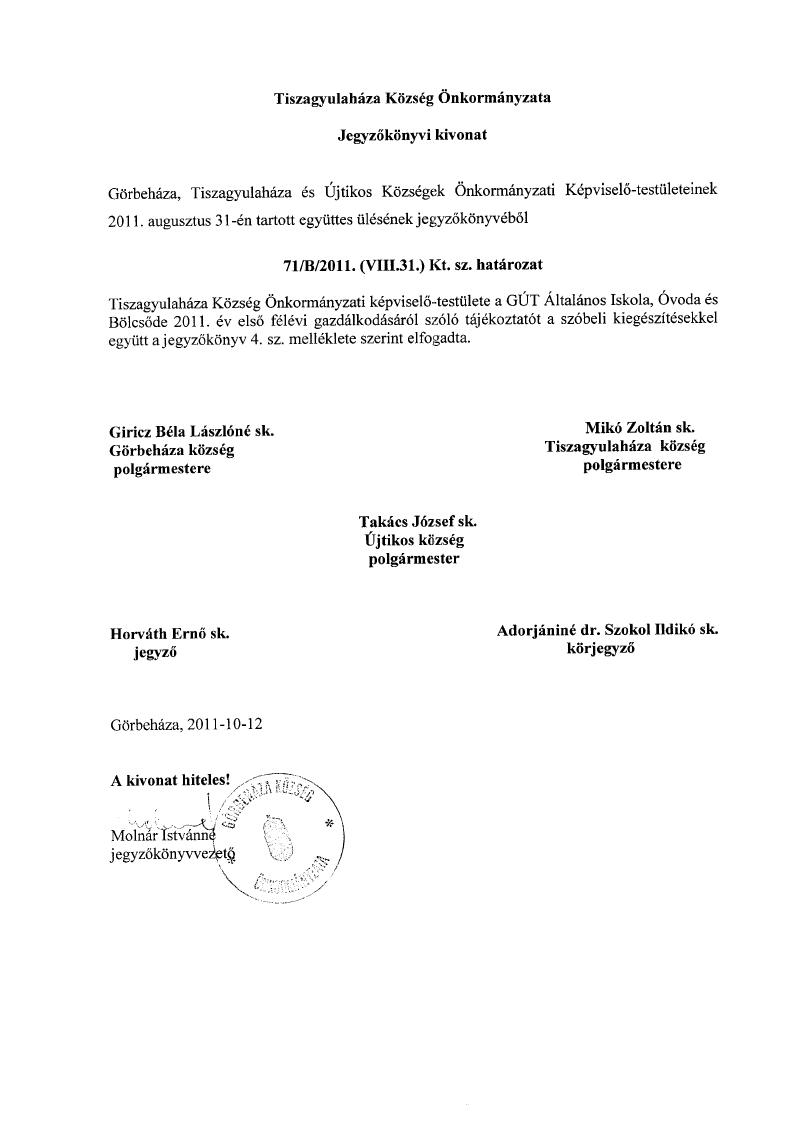 Tiszagyulaháza Község Önkormányzata
Jegyzőkönyvi kivonat
Görbeháza, Tiszagyulaháza és Újtikos Községek Önkormányzati Képviselő-testületeinek
2011. augusztus 31-én tartott együttes ülésének jegyzőkönyvéből
71/B/2011. (VIII.31.) Kt. sz. határozat
Tiszagyulaháza Község Önkormányzati képviselő-testülete a GÚT Általános Iskola, Óvoda és
Bölcsőde 2011. év első félévi gazdálkodásáról szóló tájékoztatót a szóbeli kiegészítésekkel
együtt a jegyzőkönyv 4. sz. melléklete szerint elfogadta.
Giricz Béla Lászlóné sk.
Görbeháza község
polgármestere
Mikó Zoltán sk.
Tiszagyulaháza község
polgármestere
Takács József sk.
Újtikos község
polgármester
Horváth Ernő sk.
jegyző
Adorjániné dr. Szokol Ildikó sk.
körjegyző
Görbeháza, 2011-10-12
A kivonat hiteles!
Molnár Istvánné
jegyzőkönyvvezető
GÖRBEHÁZA KÖZSÉG
ÖNKORMÁNYZATA